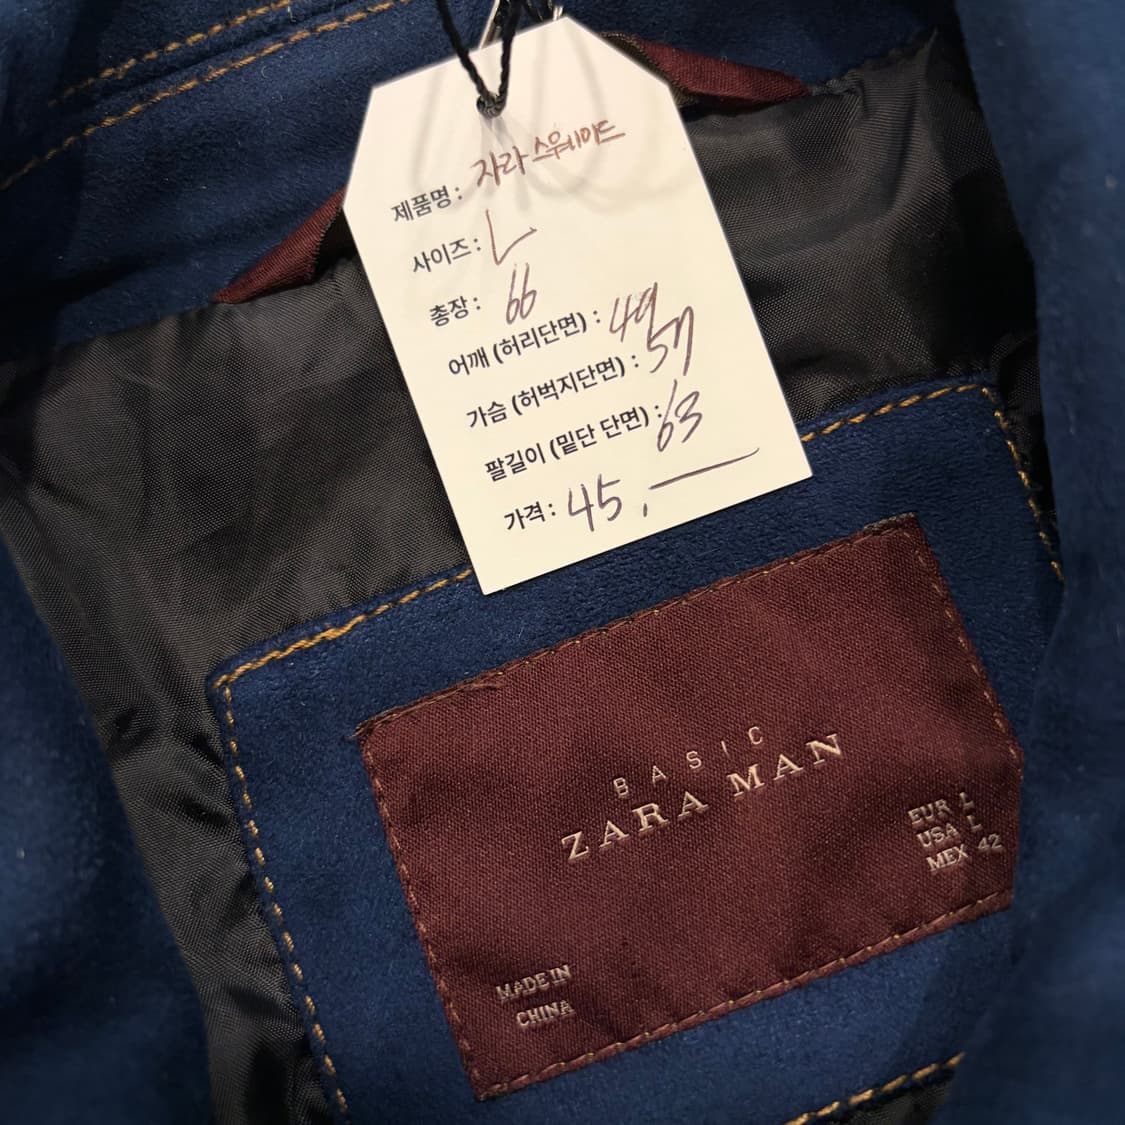 제품명 : 자라 스웨이드
사이즈 : L
총장 : 66
어깨 (허리단면) : 49
가슴 (허벅지단면) : 57
팔길이 (밑단 단면) : 63
가격 : 45,—
BASIC
ZARA MAN
EUR L
USA L
MEX 42
MADE IN
CHINA